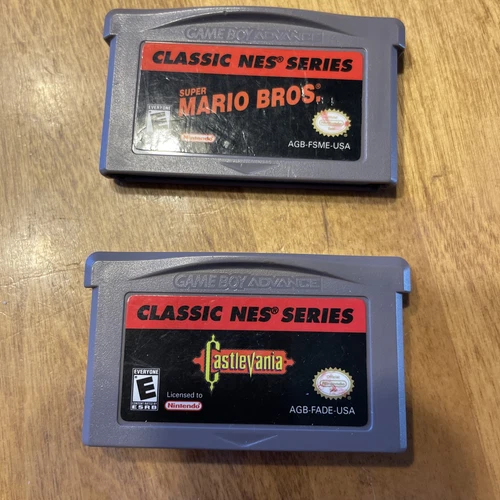 GAME BOY ADVANCE
CLASSIC NES® SERIES
SUPER
MARIO BROS.
EVERYONE
E
Nintendo
AGB-FSME-USA
GAME BOY ADVANCE
CLASSIC NES® SERIES
Castlevania
EVERYONE
E
ESRB
Licensed to
Nintendo
AGB-FADE-USA